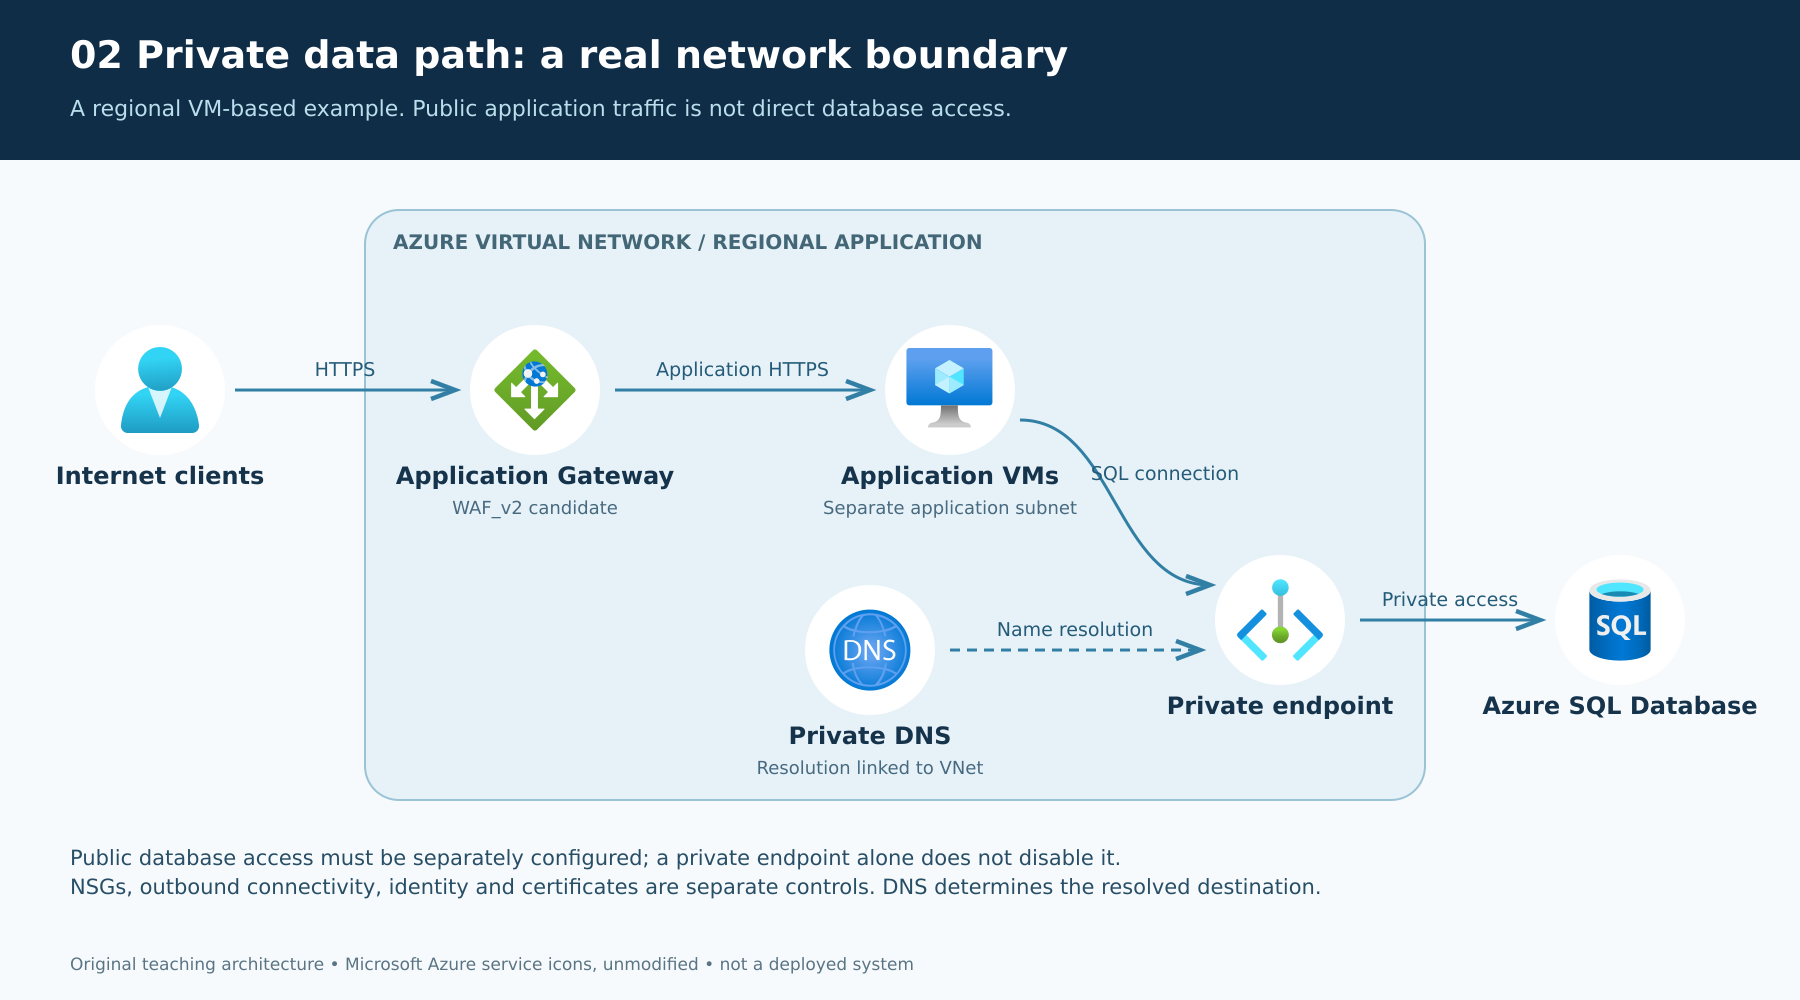 02 Private data path: a real network boundary
A regional VM-based example. Public application traffic is not direct database access.
AZURE VIRTUAL NETWORK / REGIONAL APPLICATION
HTTPS
Application HTTPS
Internet clients
Application Gateway
WAF_v2 candidate
Application VMs
Separate application subnet
SQL connection
DNS
Name resolution
Private access
SQL
Private endpoint
Azure SQL Database
Private DNS
Resolution linked to VNet
Public database access must be separately configured; a private endpoint alone does not disable it.
NSGs, outbound connectivity, identity and certificates are separate controls. DNS determines the resolved destination.
Original teaching architecture • Microsoft Azure service icons, unmodified • not a deployed system